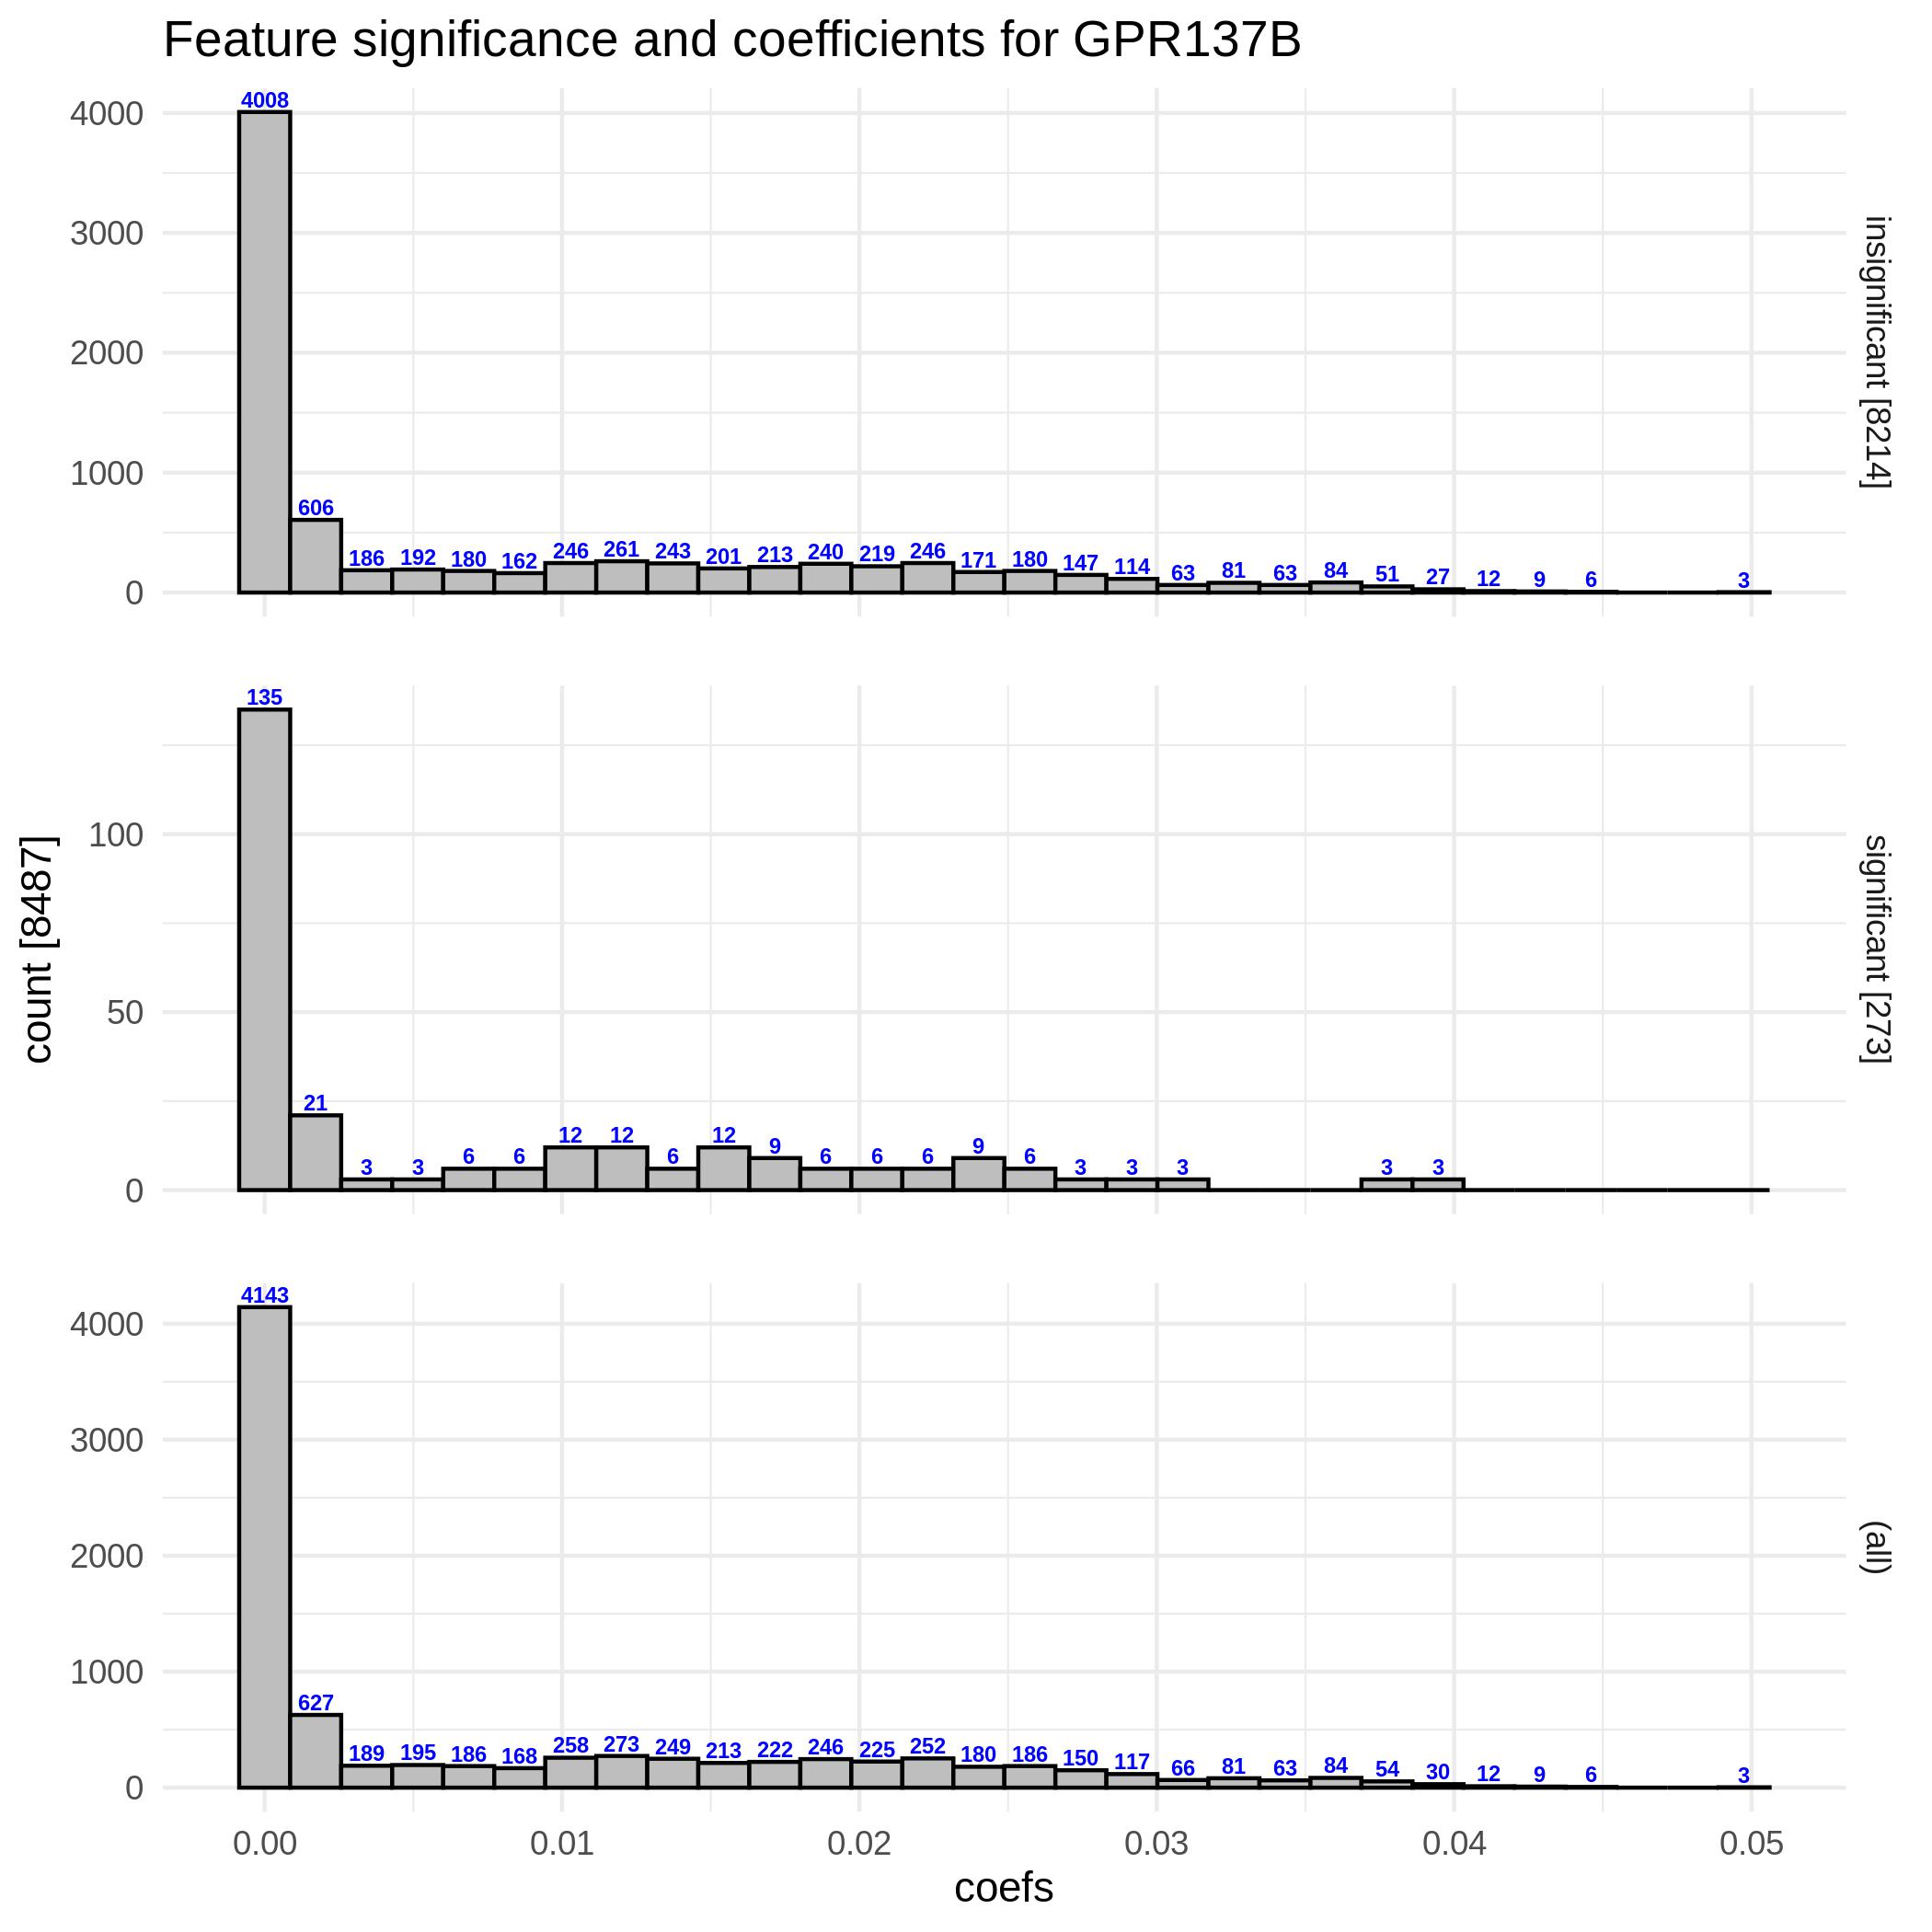 Feature significance and coefficients for GPR137B
4000
3000
2000
1000
0
4008
606
186 192 180 162 246 261 243 201 213 240 219 246 171 180 147 114 63 81 63 84 51 27 12 9 6 3
insignificant [8214]
count [8487]
100
50
0
135
21
3 3 6 6 12 12 6 12 9 6 6 6 9 6 3 3 3 3 3
significant [273]
4000
3000
2000
1000
0
4143
627
189 195 186 168 258 273 249 213 222 246 225 252 180 186 150 117 66 81 63 84 54 30 12 9 6 3
(all)
0.00 0.01 0.02 0.03 0.04 0.05
coefs